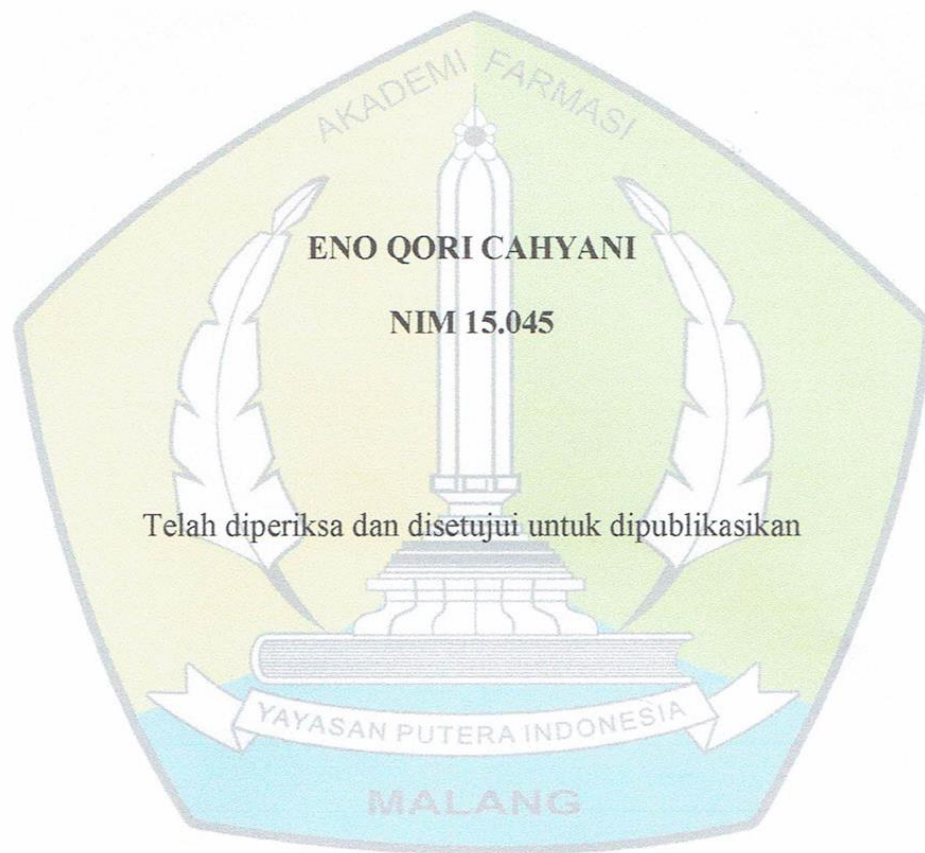 AKADEMI FARMASI
ENO QORI CAHYANI
NIM 15.045
Telah diperiksa dan disetujui untuk dipublikasikan
YAYASAN PUTERA INDONESIA
MALANG